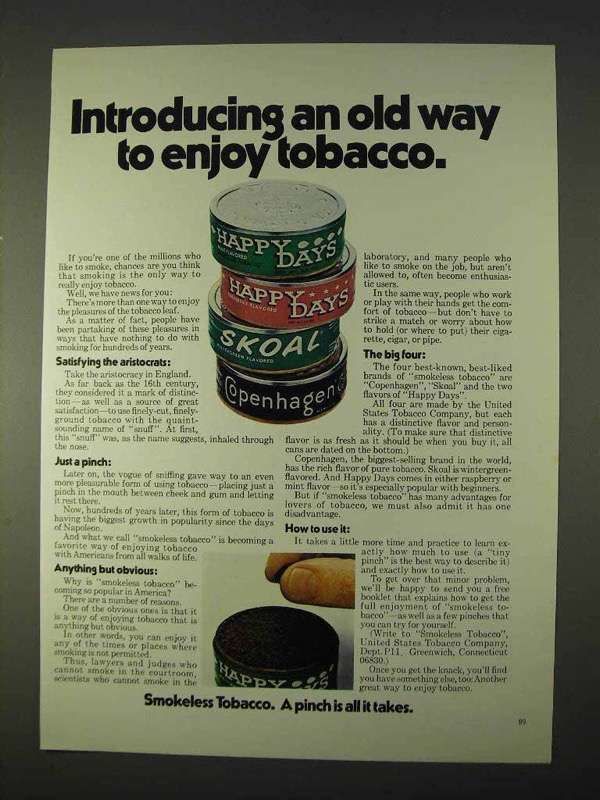 Introducing an old way
to enjoy tobacco.
HAPPY
DAYS
MINT FLAVORED
HAPPY
DAYS
RASPBERRY FLAVORED
SKOAL
WINTERGREEN FLAVORED
Copenhagen
If you're one of the millions who
like to smoke, chances are you think
that smoking is the only way to
really enjoy tobacco.
Well, we have news for you:
There's more than one way to enjoy
the pleasures of the tobacco leaf.
As a matter of fact, people have
been partaking of these pleasures in
ways that have nothing to do with
smoking for hundreds of years.
Satisfying the aristocrats:
Take the aristocracy in England.
As far back as the 16th century,
they considered it a mark of distinc-
tion—as well as a source of great
satisfaction—to use finely-cut, finely-
ground tobacco with the quaint-
sounding name of "snuff". At first,
this "snuff" was, as the name suggests, inhaled through
the nose.
Just a pinch:
Later on, the vogue of sniffing gave way to an even
more pleasurable form of using tobacco—placing just a
pinch in the mouth between cheek and gum and letting
it rest there.
Now, hundreds of years later, this form of tobacco is
having the biggest growth in popularity since the days
of Napoleon.
And what we call "smokeless tobacco" is becoming a
favorite way of enjoying tobacco
with Americans from all walks of life.
Anything but obvious:
Why is "smokeless tobacco" be-
coming so popular in America?
There are a number of reasons.
One of the obvious ones is that it
is a way of enjoying tobacco that is
anything but obvious.
In other words, you can enjoy it
any of the times or places where
smoking is not permitted.
Thus, lawyers and judges who
cannot smoke in the courtroom,
scientists who cannot smoke in the
laboratory, and many people who
like to smoke on the job, but aren't
allowed to, often become enthusias-
tic users.
In the same way, people who work
or play with their hands get the com-
fort of tobacco—but don't have to
strike a match or worry about how
to hold (or where to put) their ciga-
rette, cigar, or pipe.
The big four:
The four best-known, best-liked
brands of "smokeless tobacco" are
"Copenhagen", "Skoal" and the two
flavors of "Happy Days".
All four are made by the United
States Tobacco Company, but each
has a distinctive flavor and person-
ality. (To make sure that distinctive
flavor is as fresh as it should be when you buy it, all
cans are dated on the bottom.)
Copenhagen, the biggest-selling brand in the world,
has the rich flavor of pure tobacco. Skoal is wintergreen-
flavored. And Happy Days comes in either raspberry or
mint flavor—so it's especially popular with beginners.
But if "smokeless tobacco" has many advantages for
lovers of tobacco, we must also admit it has one
disadvantage.
How to use it:
It takes a little more time and practice to learn ex-
actly how much to use (a "tiny
pinch" is the best way to describe it)
and exactly how to use it.
To get over that minor problem,
we'll be happy to send you a free
booklet that explains how to get the
full enjoyment of "smokeless to-
bacco"—as well as a few pinches that
you can try for yourself.
(Write to "Smokeless Tobacco",
United States Tobacco Company,
Dept. P11, Greenwich, Connecticut
06830.)
Once you get the knack, you'll find
you have something else, too: Another
great way to enjoy tobacco.
HAPPY
DAYS
Smokeless Tobacco. A pinch is all it takes.
89